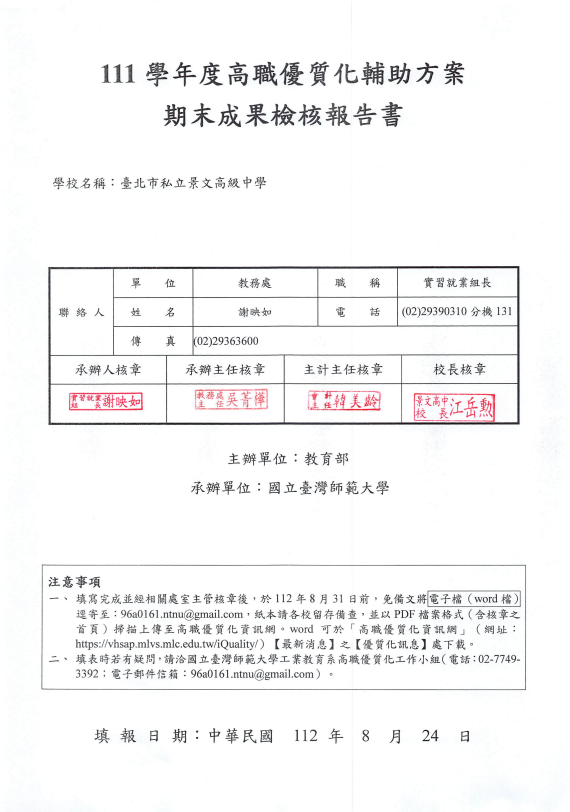 111 學年度高職優質化輔助方案
期末成果檢核報告書
學校名稱：臺北市私立景文高級中學
聯 絡 人
單 位 教務處 職 稱 實習就業組長
姓 名 謝映如 電 話 (02)29390310 分機 131
傳 真 (02)29363600
承辦人核章 承辦主任核章 主計主任核章 校長核章
實習就業組長 謝映如 教務處主任 吳菁樺 會計主任 韓美齡 景文高中校長 江岳勲
主辦單位：教育部
承辦單位：國立臺灣師範大學
注意事項
一、 填寫完成並經相關處室主管核章後，於 112 年 8 月 31 日前，免備文將電子檔（word 檔）
逕寄至：96a0161.ntnu@gmail.com，紙本請各校留存備查，並以 PDF 檔案格式（含核章之
首頁）掃描上傳至高職優質化資訊網。word 可於「高職優質化資訊網」（網址：
https://vhsap.mlvs.mlc.edu.tw/iQuality/）【最新消息】之【優質化訊息】處下載。
二、 填表時若有疑問，請洽國立臺灣師範大學工業教育系高職優質化工作小組（電話：02-7749-
3392；電子郵件信箱：96a0161.ntnu@gmail.com）。
填 報 日 期：中華民國 112 年 8 月 24 日